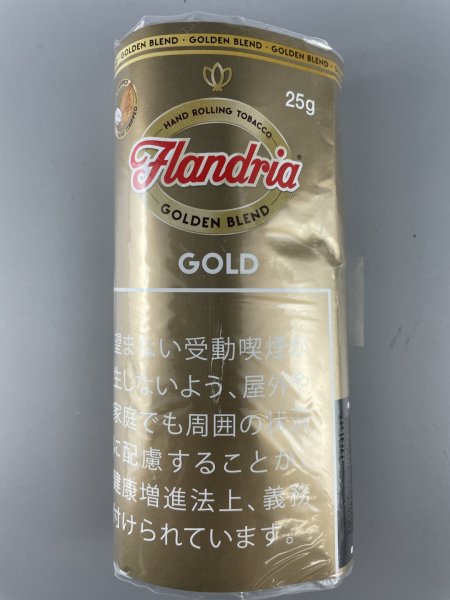 GOLDEN BLEND · GOLDEN BLEND · GOLDEN BLEND
25g
HAND ROLLING TOBACCO
Flandria®
GOLDEN BLEND
GOLD
望まない受動喫煙が
生じないよう、屋外や
家庭でも周囲の状況
に配慮することが、
健康増進法上、義務
付けられています。